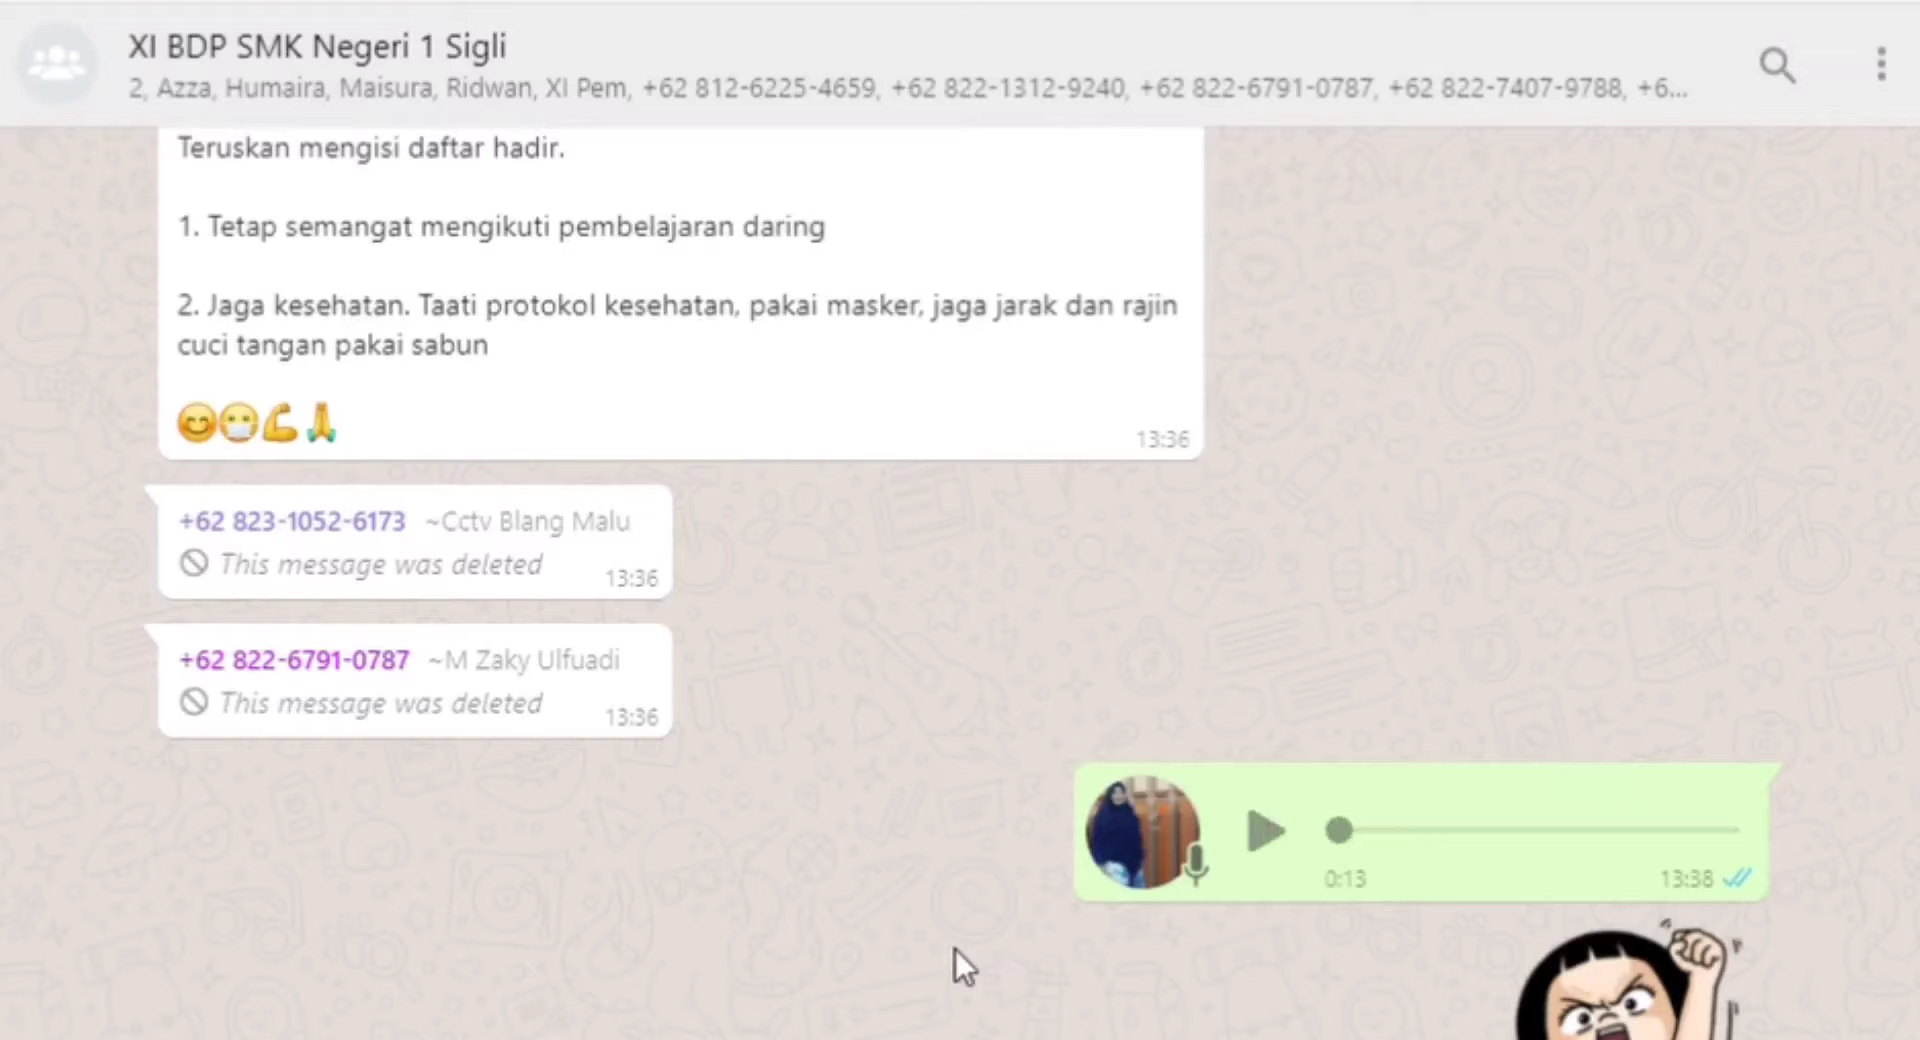 XI BDP SMK Negeri 1 Sigli
2, Azza, Humaira, Maisura, Ridwan, XI Pem, +62 812-6225-4659, +62 822-1312-9240, +62 822-6791-0787, +62 822-7407-9788, +6...
Teruskan mengisi daftar hadir.
1. Tetap semangat mengikuti pembelajaran daring
2. Jaga kesehatan. Taati protokol kesehatan, pakai masker, jaga jarak dan rajin
cuci tangan pakai sabun
😊😷💪🙏
13:36
+62 823-1052-6173 ~Cctv Blang Malu
This message was deleted
13:36
+62 822-6791-0787 ~M Zaky Ulfuadi
This message was deleted
13:36
0:13 13:38